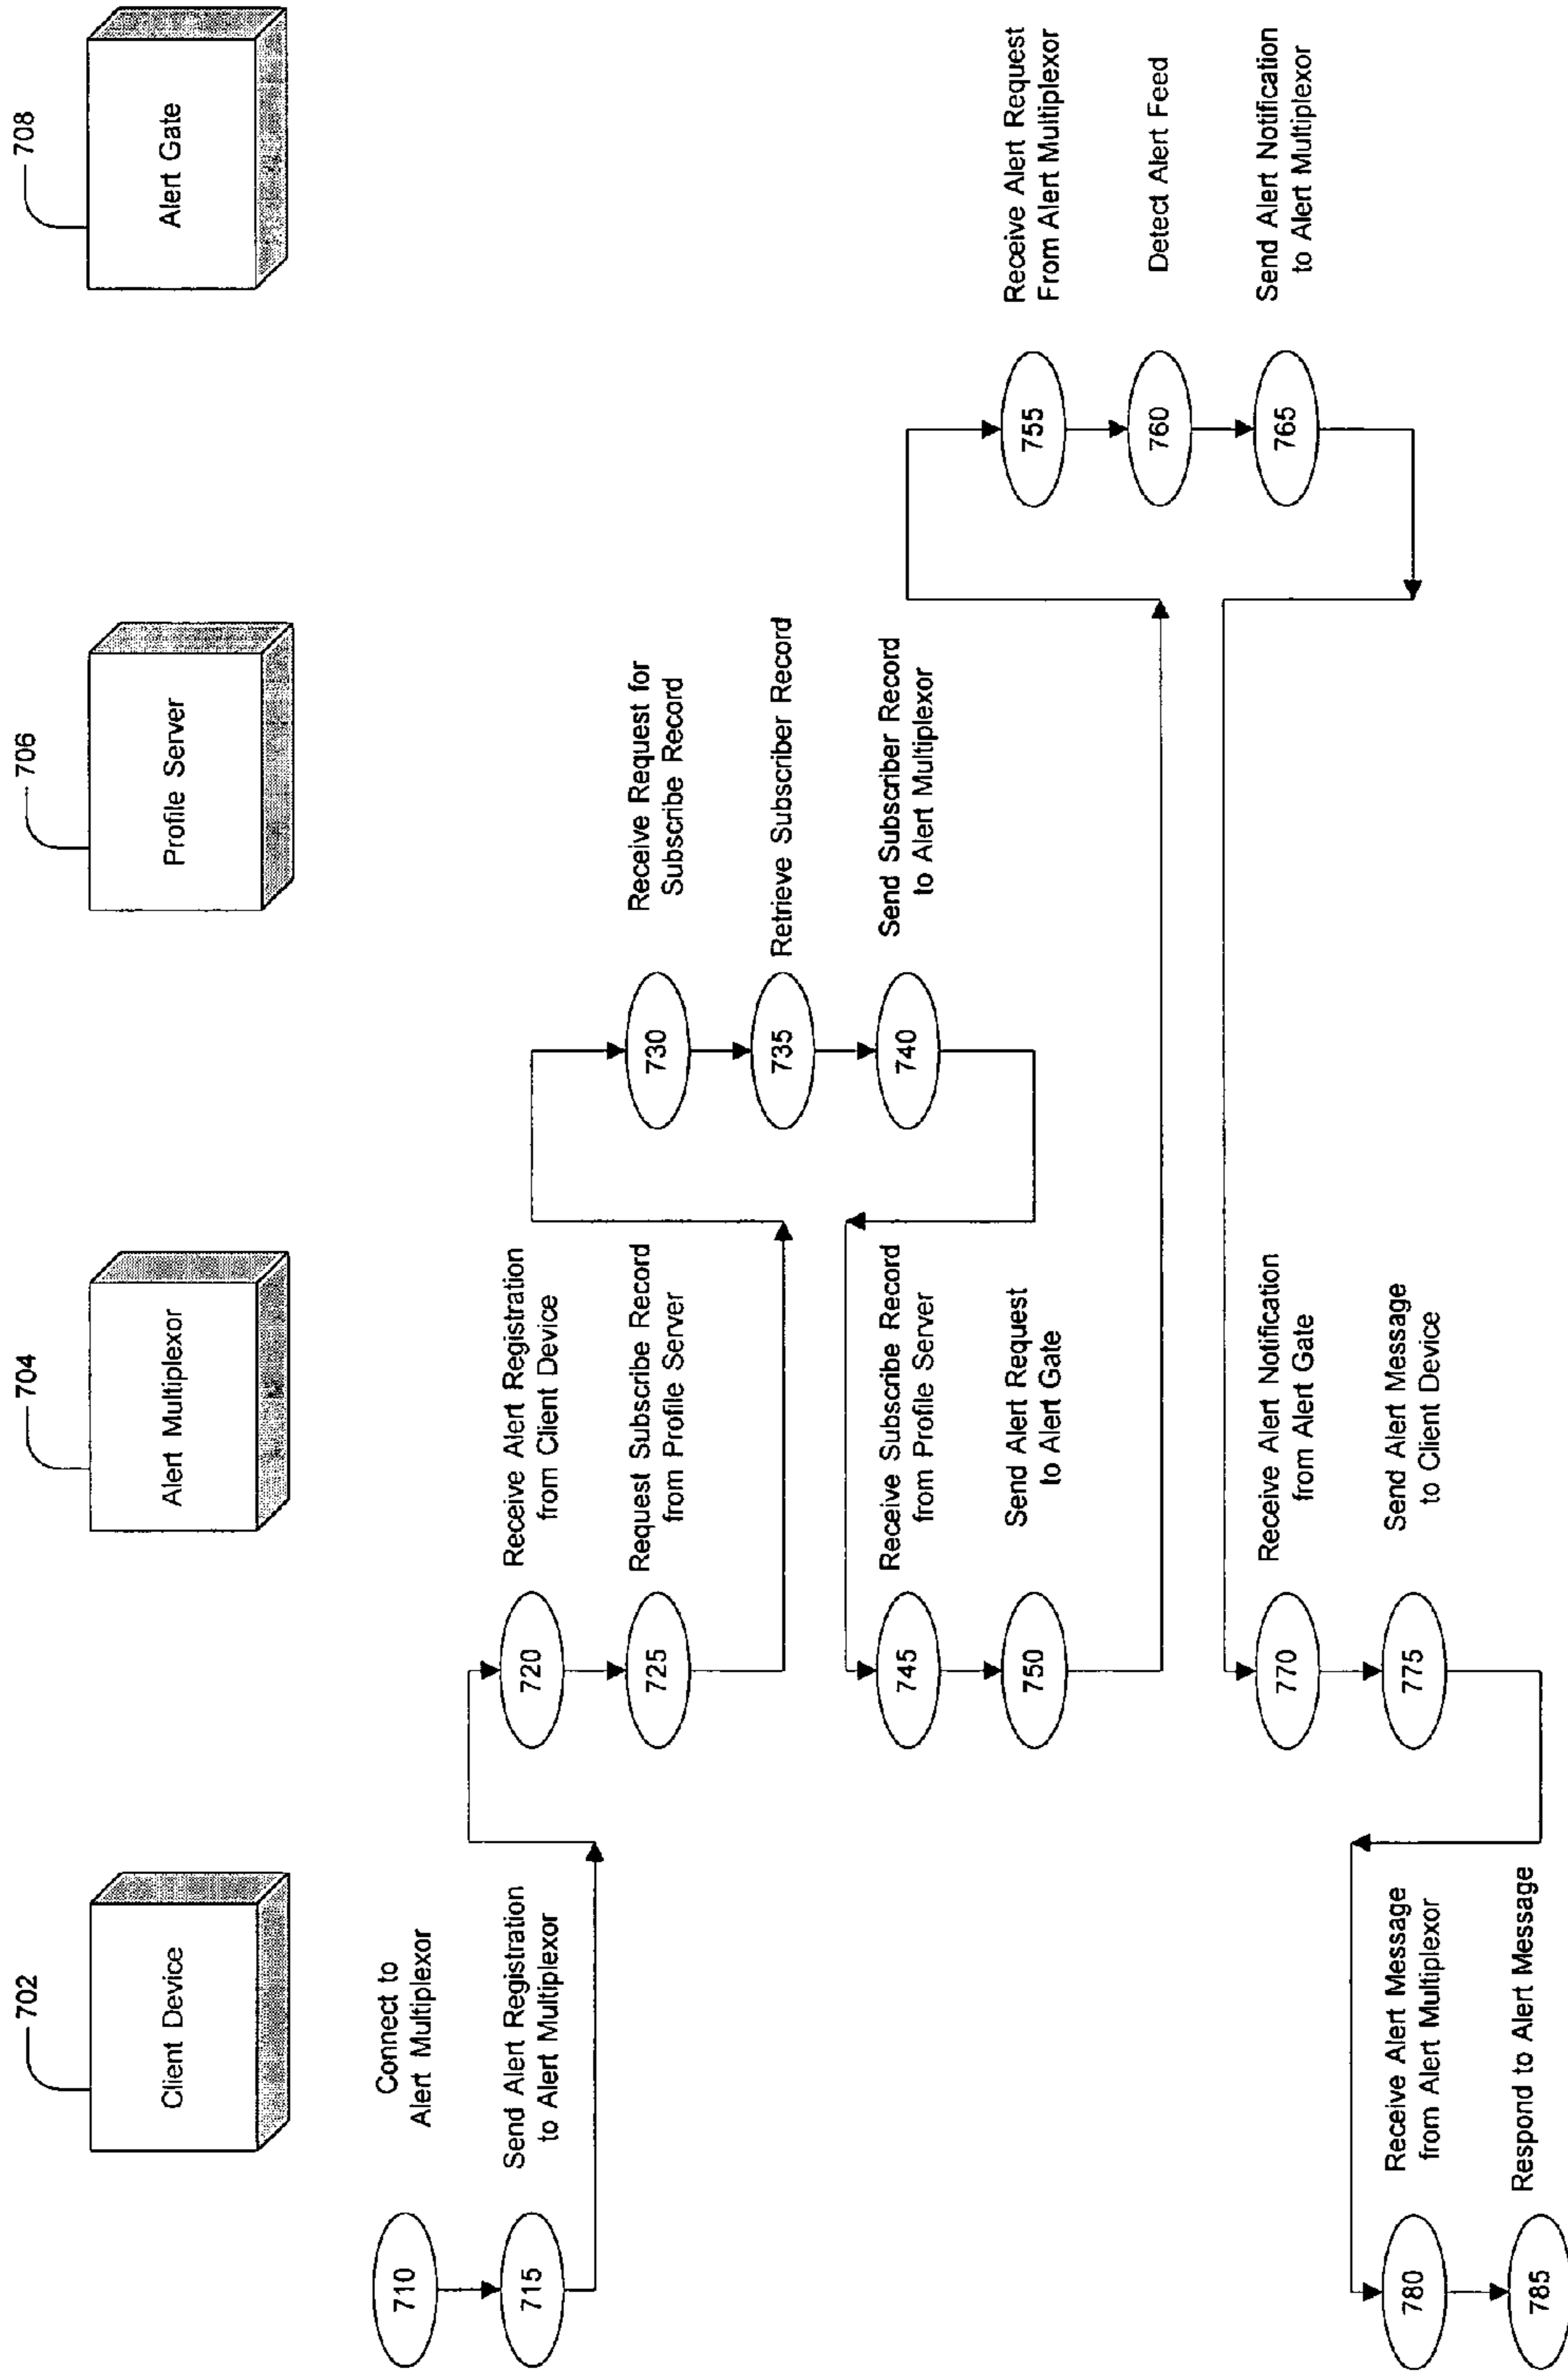 702
Client Device
704
Alert Multiplexor
706
Profile Server
708
Alert Gate
710
Connect to
Alert Multiplexor
715
Send Alert Registration
to Alert Multiplexor
720
Receive Alert Registration
from Client Device
725
Request Subscribe Record
from Profile Server
730
Receive Request for
Subscribe Record
735
Retrieve Subscriber Record
740
Send Subscriber Record
to Alert Multiplexor
745
Receive Subscribe Record
from Profile Server
750
Send Alert Request
to Alert Gate
755
Receive Alert Request
From Alert Multiplexor
760
Detect Alert Feed
765
Send Alert Notification
to Alert Multiplexor
770
Receive Alert Notification
from Alert Gate
775
Send Alert Message
to Client Device
780
Receive Alert Message
from Alert Multiplexor
785
Respond to Alert Message